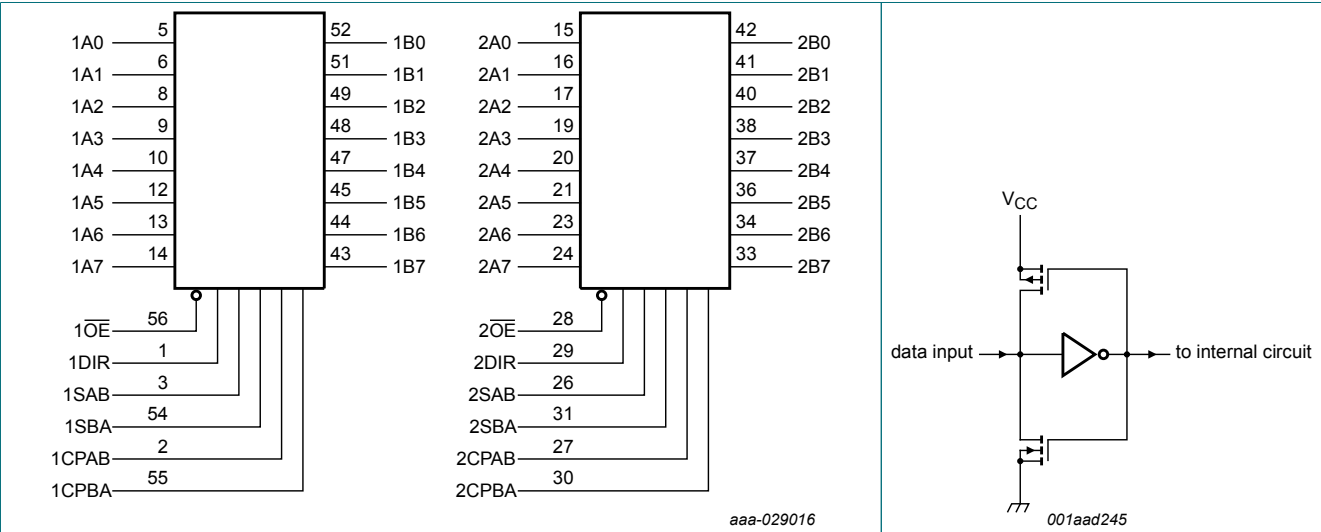 1A0 5 52 1B0 2A0 15 42 2B0
1A1 6 51 1B1 2A1 16 41 2B1
1A2 8 49 1B2 2A2 17 40 2B2
1A3 9 48 1B3 2A3 19 38 2B3
1A4 10 47 1B4 2A4 20 37 2B4
1A5 12 45 1B5 2A5 21 36 2B5
1A6 13 44 1B6 2A6 23 34 2B6
1A7 14 43 1B7 2A7 24 33 2B7
1O̅E̅ 56 2O̅E̅ 28
1DIR 1 2DIR 29
1SAB 3 2SAB 26
1SBA 54 2SBA 31
1CPAB 2 2CPAB 27
1CPBA 55 2CPBA 30
aaa-029016
VCC
data input to internal circuit
001aad245